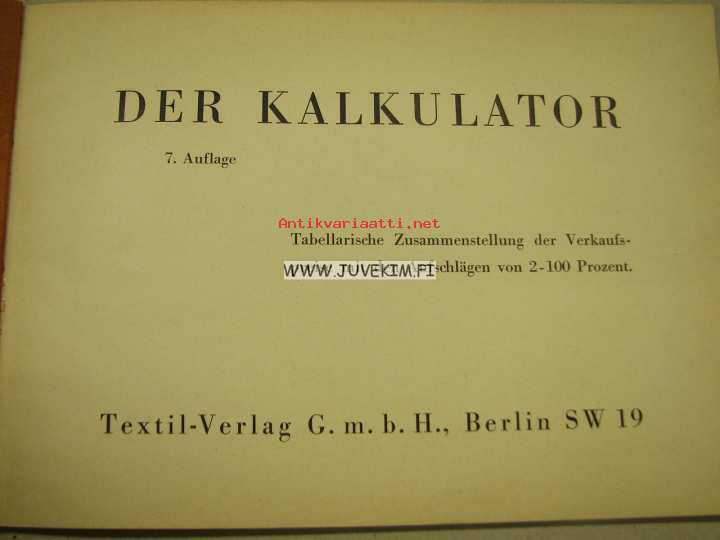 DER KALKULATOR
7. Auflage
Antikvariaatti.net
Tabellarische Zusammenstellung der Verkaufs-
schlägen von 2-100 Prozent.
WWW.JUVEKIM.FI
Textil-Verlag G. m. b. H., Berlin SW 19